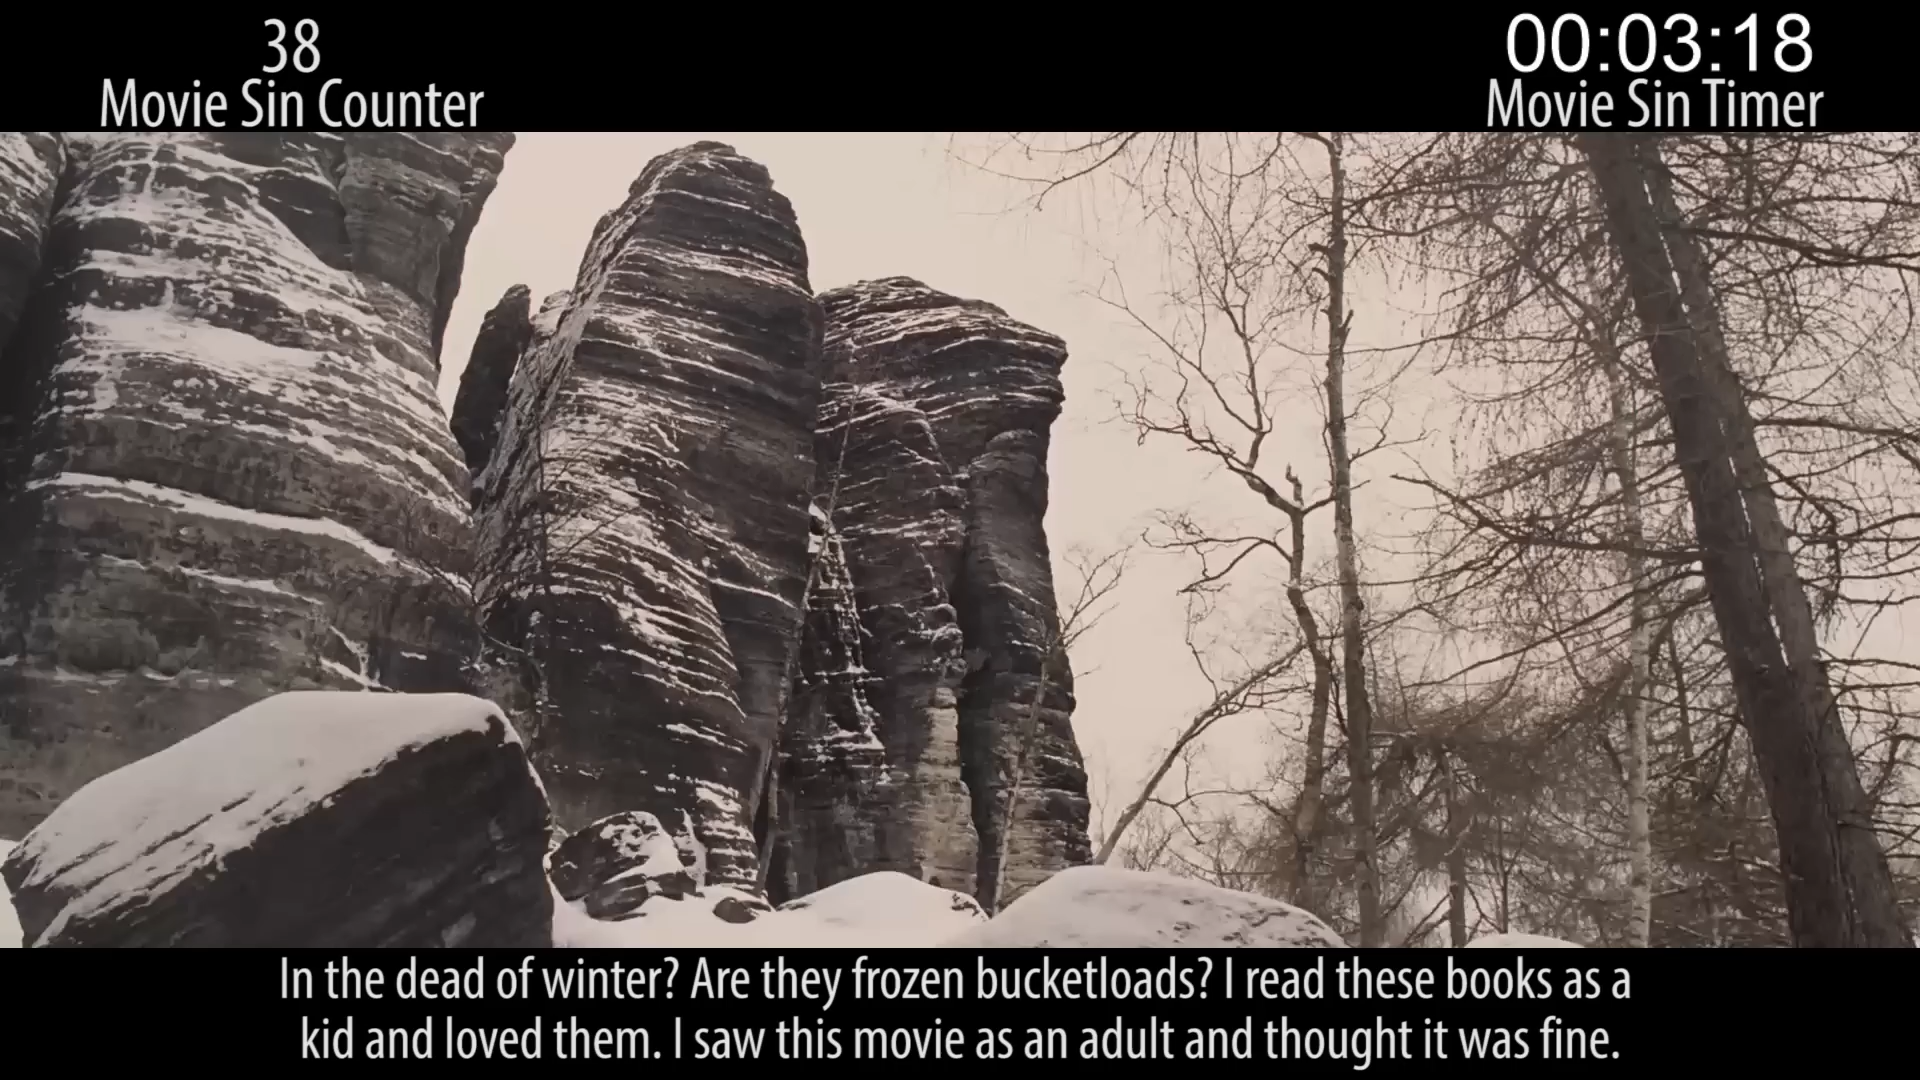 38
Movie Sin Counter
00:03:18
Movie Sin Timer
In the dead of winter? Are they frozen bucketloads? I read these books as a
kid and loved them. I saw this movie as an adult and thought it was fine.